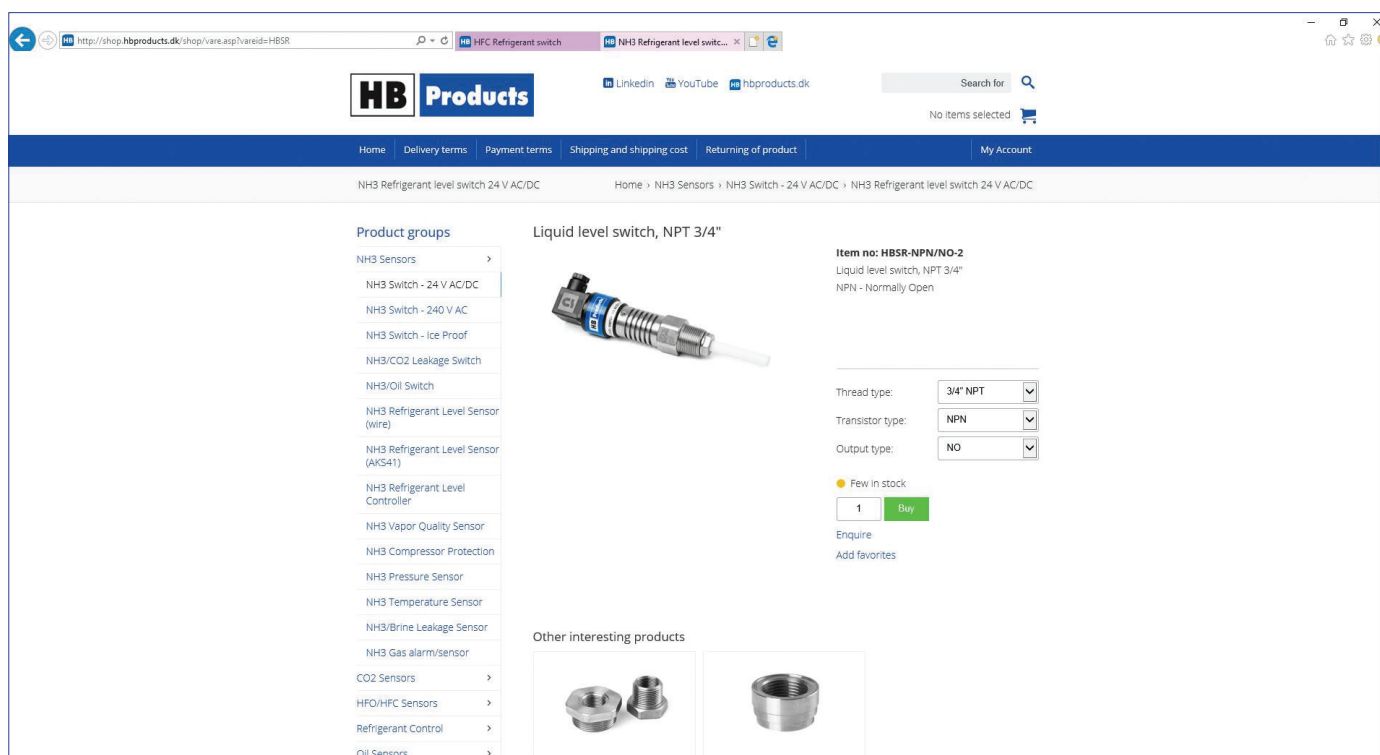 http://shop.hbproducts.dk/shop/vare.asp?vareid=HBSR
HFC Refrigerant switch
NH3 Refrigerant level switc...
HB Products
LinkedIn YouTube hbproducts.dk
Search for
No items selected
Home Delivery terms Payment terms Shipping and shipping cost Returning of product My Account
NH3 Refrigerant level switch 24 V AC/DC
Home › NH3 Sensors › NH3 Switch - 24 V AC/DC › NH3 Refrigerant level switch 24 V AC/DC
Product groups
NH3 Sensors
NH3 Switch - 24 V AC/DC
NH3 Switch - 240 V AC
NH3 Switch - Ice Proof
NH3/CO2 Leakage Switch
NH3/Oil Switch
NH3 Refrigerant Level Sensor
(wire)
NH3 Refrigerant Level Sensor
(AKS41)
NH3 Refrigerant Level
Controller
NH3 Vapor Quality Sensor
NH3 Compressor Protection
NH3 Pressure Sensor
NH3 Temperature Sensor
NH3/Brine Leakage Sensor
NH3 Gas alarm/sensor
CO2 Sensors
HFO/HFC Sensors
Refrigerant Control
Oil Sensors
Liquid level switch, NPT 3/4"
HB Products
Item no: HBSR-NPN/NO-2
Liquid level switch, NPT 3/4"
NPN - Normally Open
Thread type: 3/4" NPT
Transistor type: NPN
Output type: NO
Few in stock
1 Buy
Enquire
Add favorites
Other interesting products